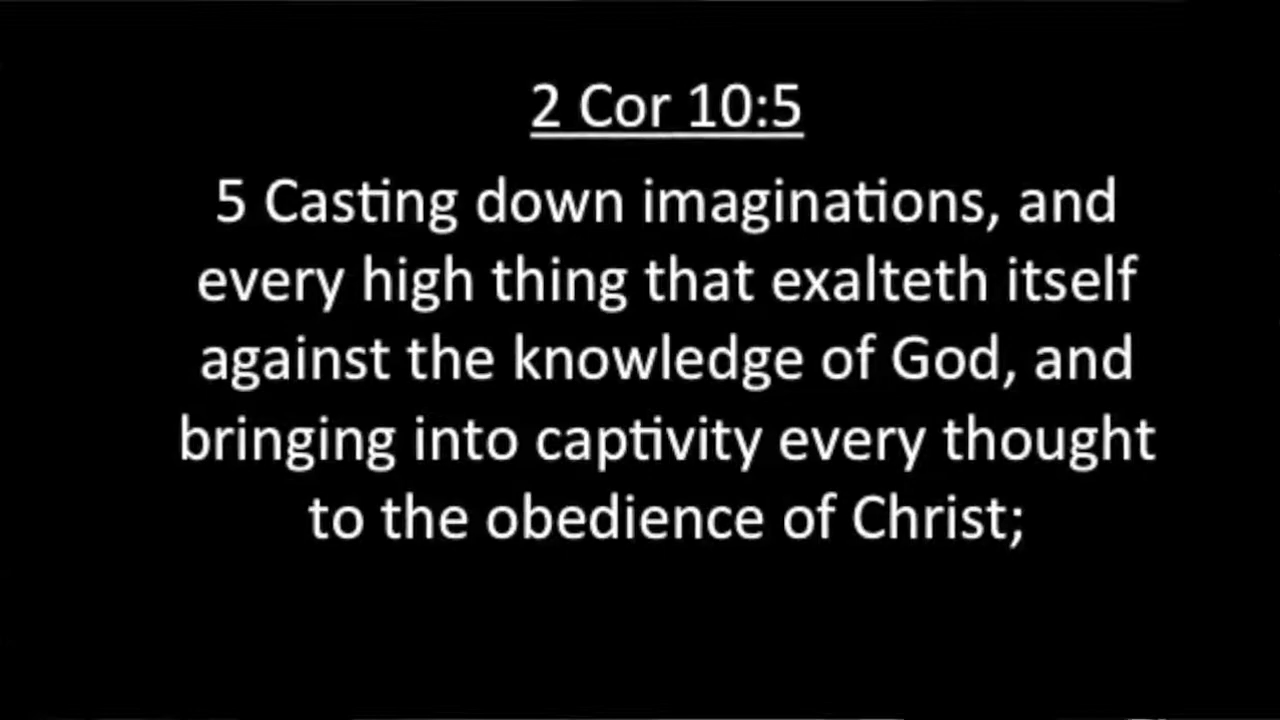 2 Cor 10:5
5 Casting down imaginations, and
every high thing that exalteth itself
against the knowledge of God, and
bringing into captivity every thought
to the obedience of Christ;